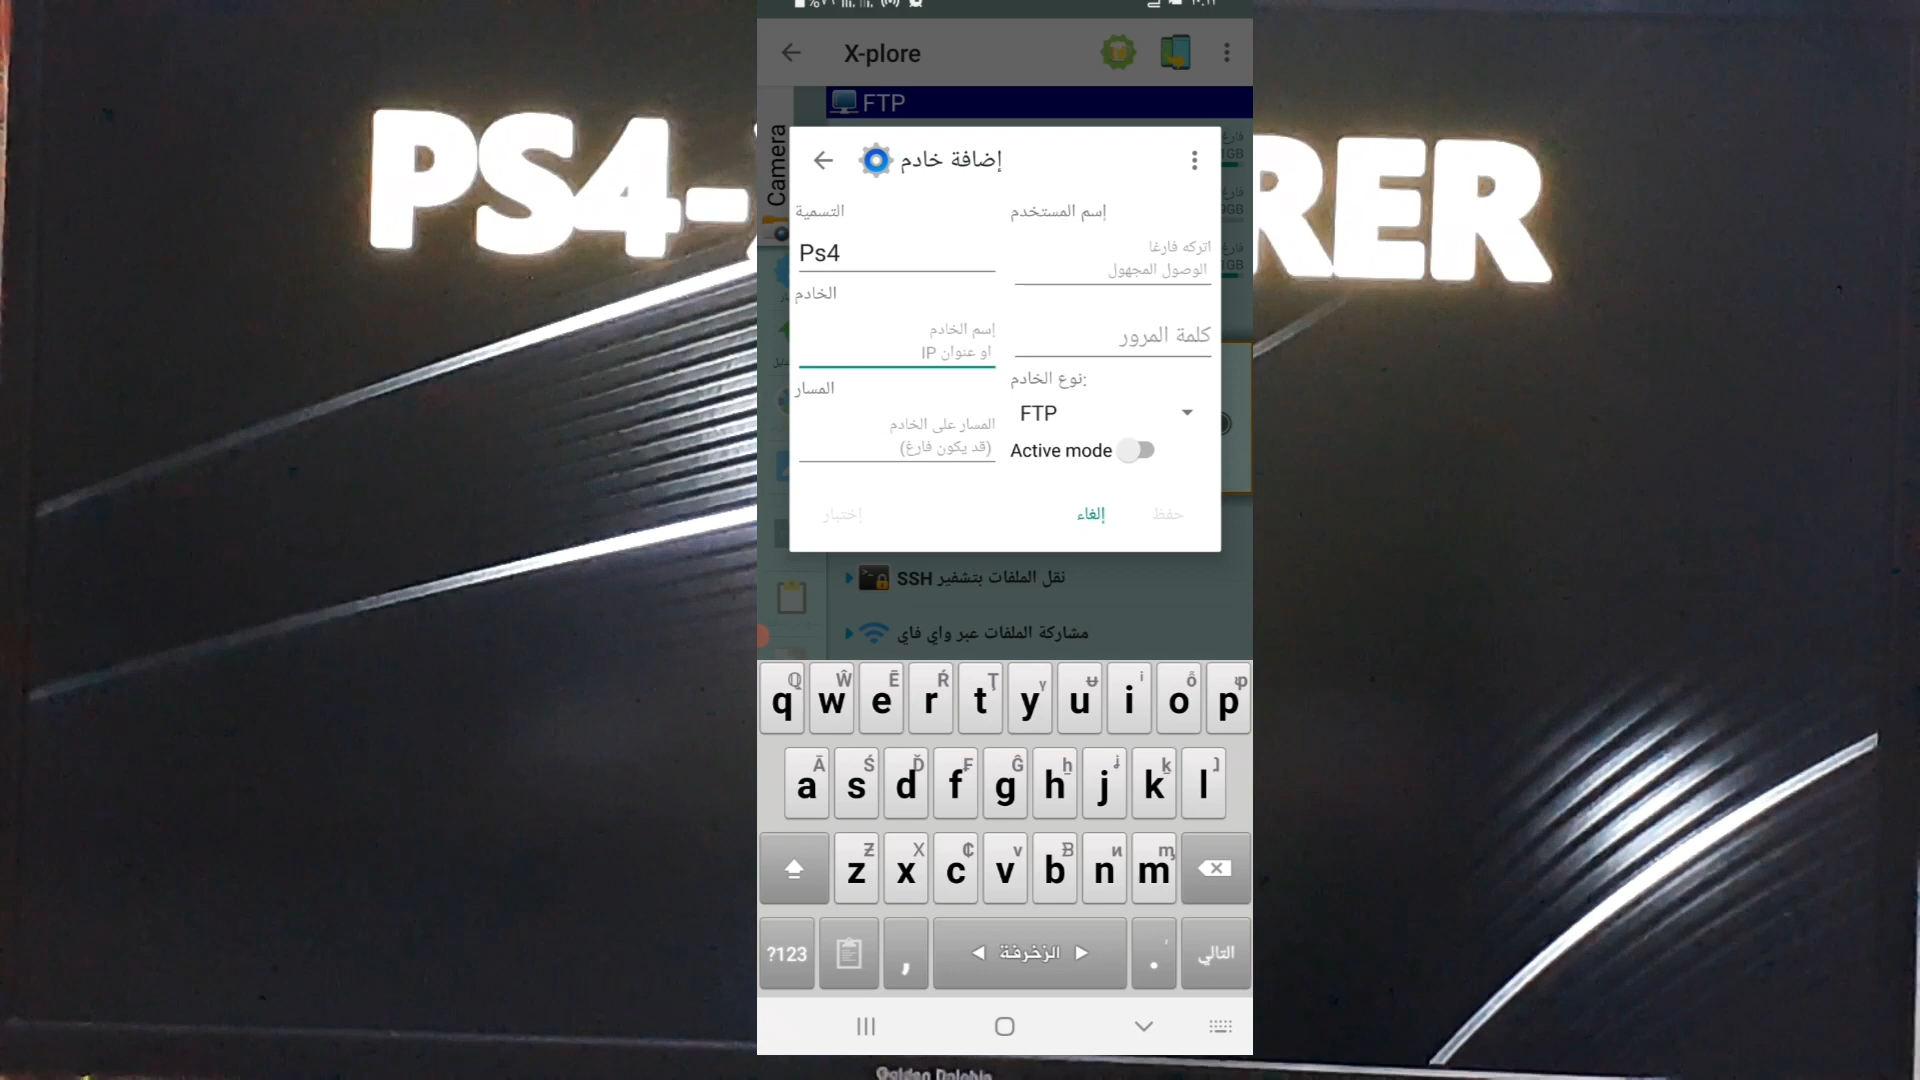 PS4-
RER
X-plore
FTP
Camera
إضافة خادم
التسمية
إسم المستخدم
Ps4
اتركه فارغا
الوصول المجهول
الخادم
إسم الخادم
او عنوان IP
كلمة المرور
المسار
نوع الخادم:
المسار على الخادم
(قد يكون فارغ)
FTP
Active mode
إختبار
إلغاء
حفظ
نقل الملفات بتشفير SSH
مشاركة الملفات عبر واي فاي
q w e r t y u i o p
a s d f g h j k l
z x c v b n m
?123 , ◄ الزخرفة ► . التالي